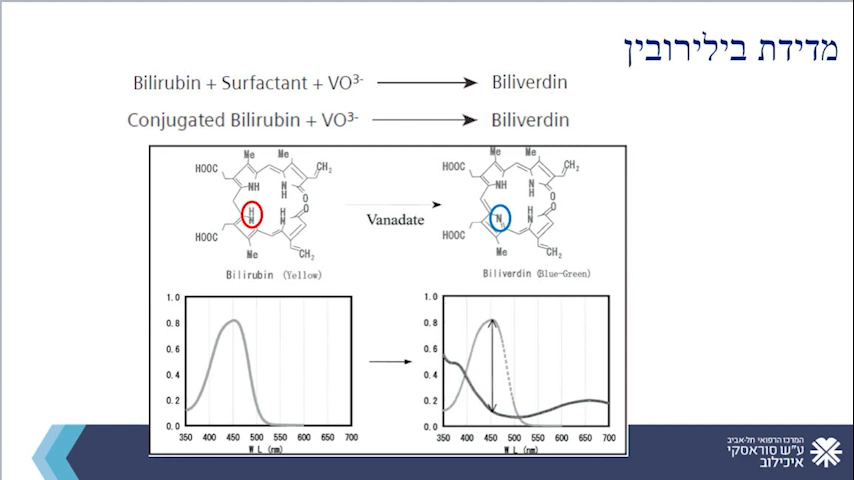 מדידת בילירובין
Bilirubin + Surfactant + VO³⁻ Biliverdin
Conjugated Bilirubin + VO³⁻ Biliverdin
Me Me
HOOC CH₂
NH N H O
H N H N O
HOOC
Me CH₂
Bilirubin (Yellow)
Vanadate
Me Me
HOOC CH₂
NH N H O
N H N O
HOOC
Me CH₂
Biliverdin (Blue-Green)
1.0
0.8
0.6
0.4
0.2
0.0
350 400 450 500 550 600 700
W L (nm)
1.0
0.8
0.6
0.4
0.2
0.0
350 400 450 500 550 600 650 700
W L (nm)
המרכז הרפואי תל-אביב
ע"ש סוראסקי
איכילוב